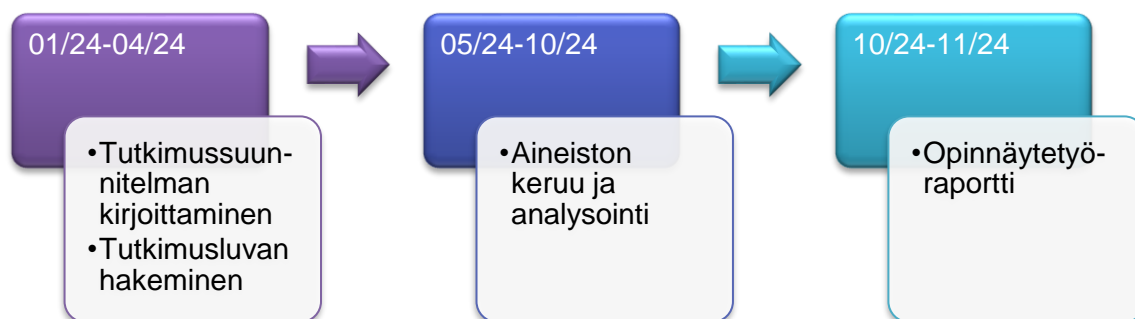 01/24-04/24
•Tutkimussuun-
nitelman
kirjoittaminen
•Tutkimusluvan
hakeminen
05/24-10/24
•Aineiston
keruu ja
analysointi
10/24-11/24
•Opinnäytetyö-
raportti